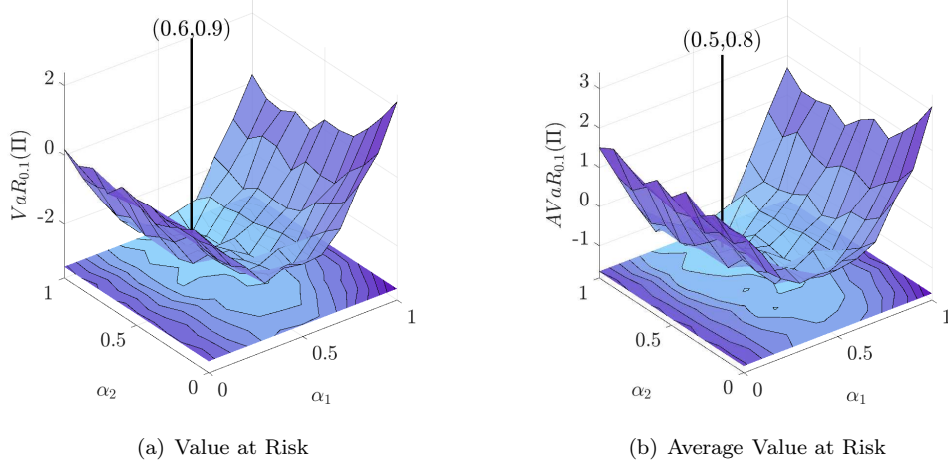 (0.6,0.9)
2
0
-2
VaR_{0.1}(Π)
1
0.5
0
α_2
0
0.5
1
α_1
(a) Value at Risk
(0.5,0.8)
3
2
1
0
-1
AVaR_{0.1}(Π)
1
0.5
0
α_2
0
0.5
1
α_1
(b) Average Value at Risk